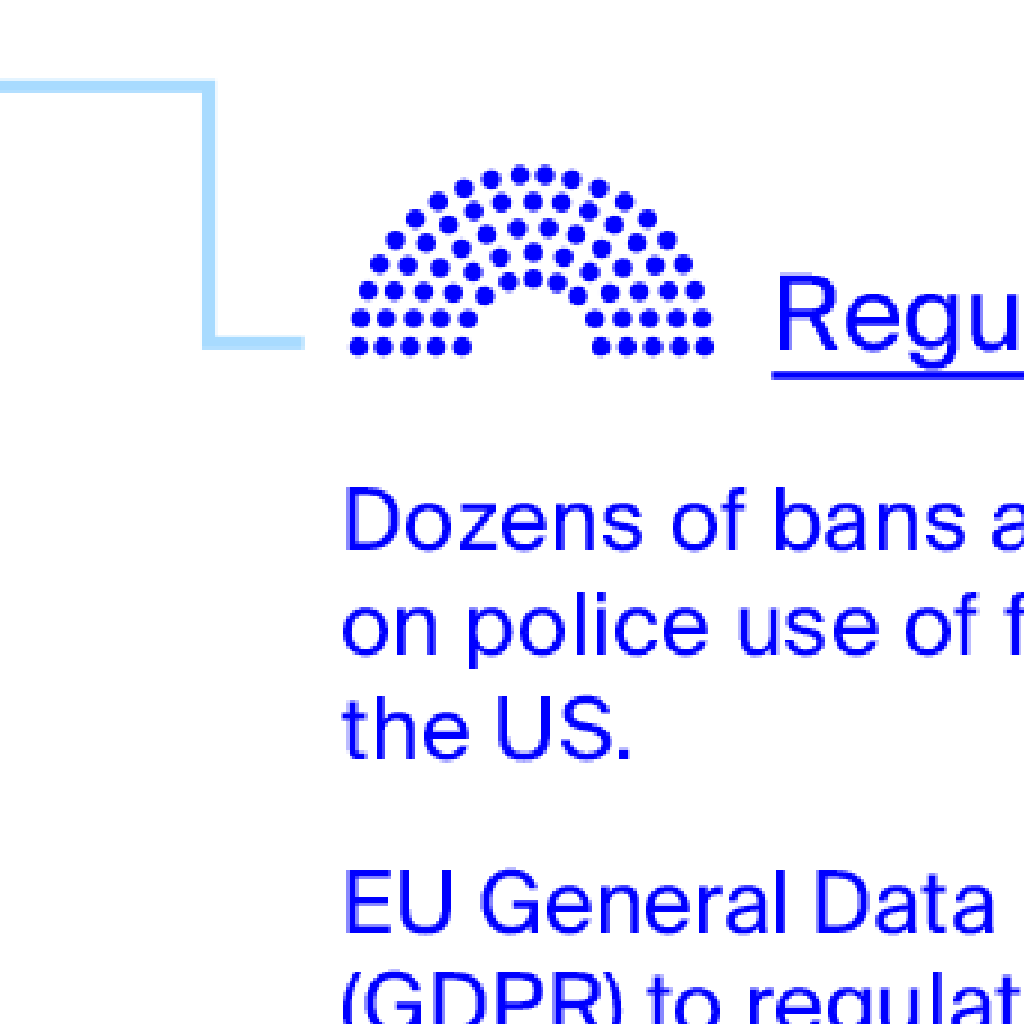 Regu
Dozens of bans a
on police use of f
the US.
EU General Data
(GDPR) to regulat